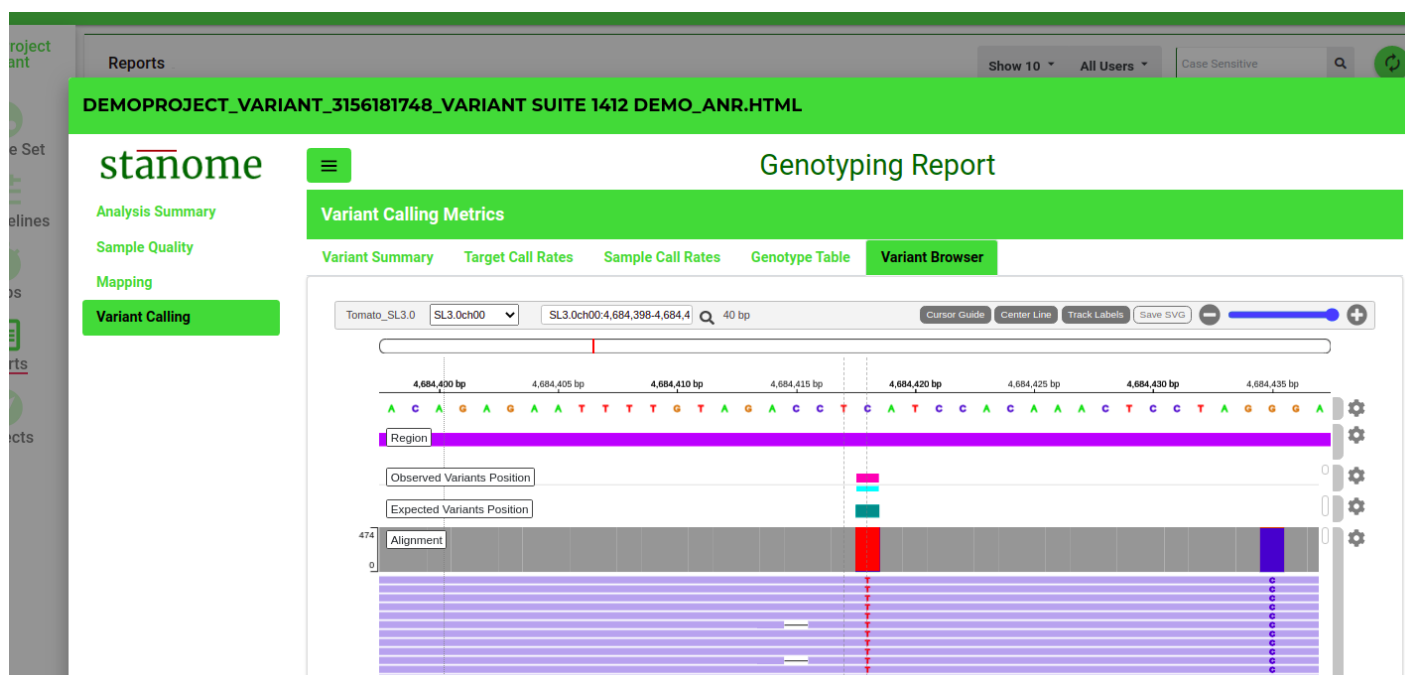 roject
ant
Reports
Show 10
All Users
Case Sensitive
DEMOPROJECT_VARIANT_3156181748_VARIANT SUITE 1412 DEMO_ANR.HTML
e Set
elines
os
rts
ects
stanome
Genotyping Report
Analysis Summary
Sample Quality
Mapping
Variant Calling
Variant Calling Metrics
Variant Summary Target Call Rates Sample Call Rates Genotype Table Variant Browser
Tomato_SL3.0 SL3.0ch00 SL3.0ch00:4,684,398-4,684,4 40 bp Cursor Guide Center Line Track Labels Save SVG
4,684,400 bp 4,684,405 bp 4,684,410 bp 4,684,415 bp 4,684,420 bp 4,684,425 bp 4,684,430 bp 4,684,435 bp
A C A G A G A A T T T T G T A G A C C T C A T C C A C A A A C T C C T A G G G A
Region
Observed Variants Position
Expected Variants Position
474
Alignment
0
T C
T C
T C
T C
T C
T C
T C
T C
T C
T C
T C